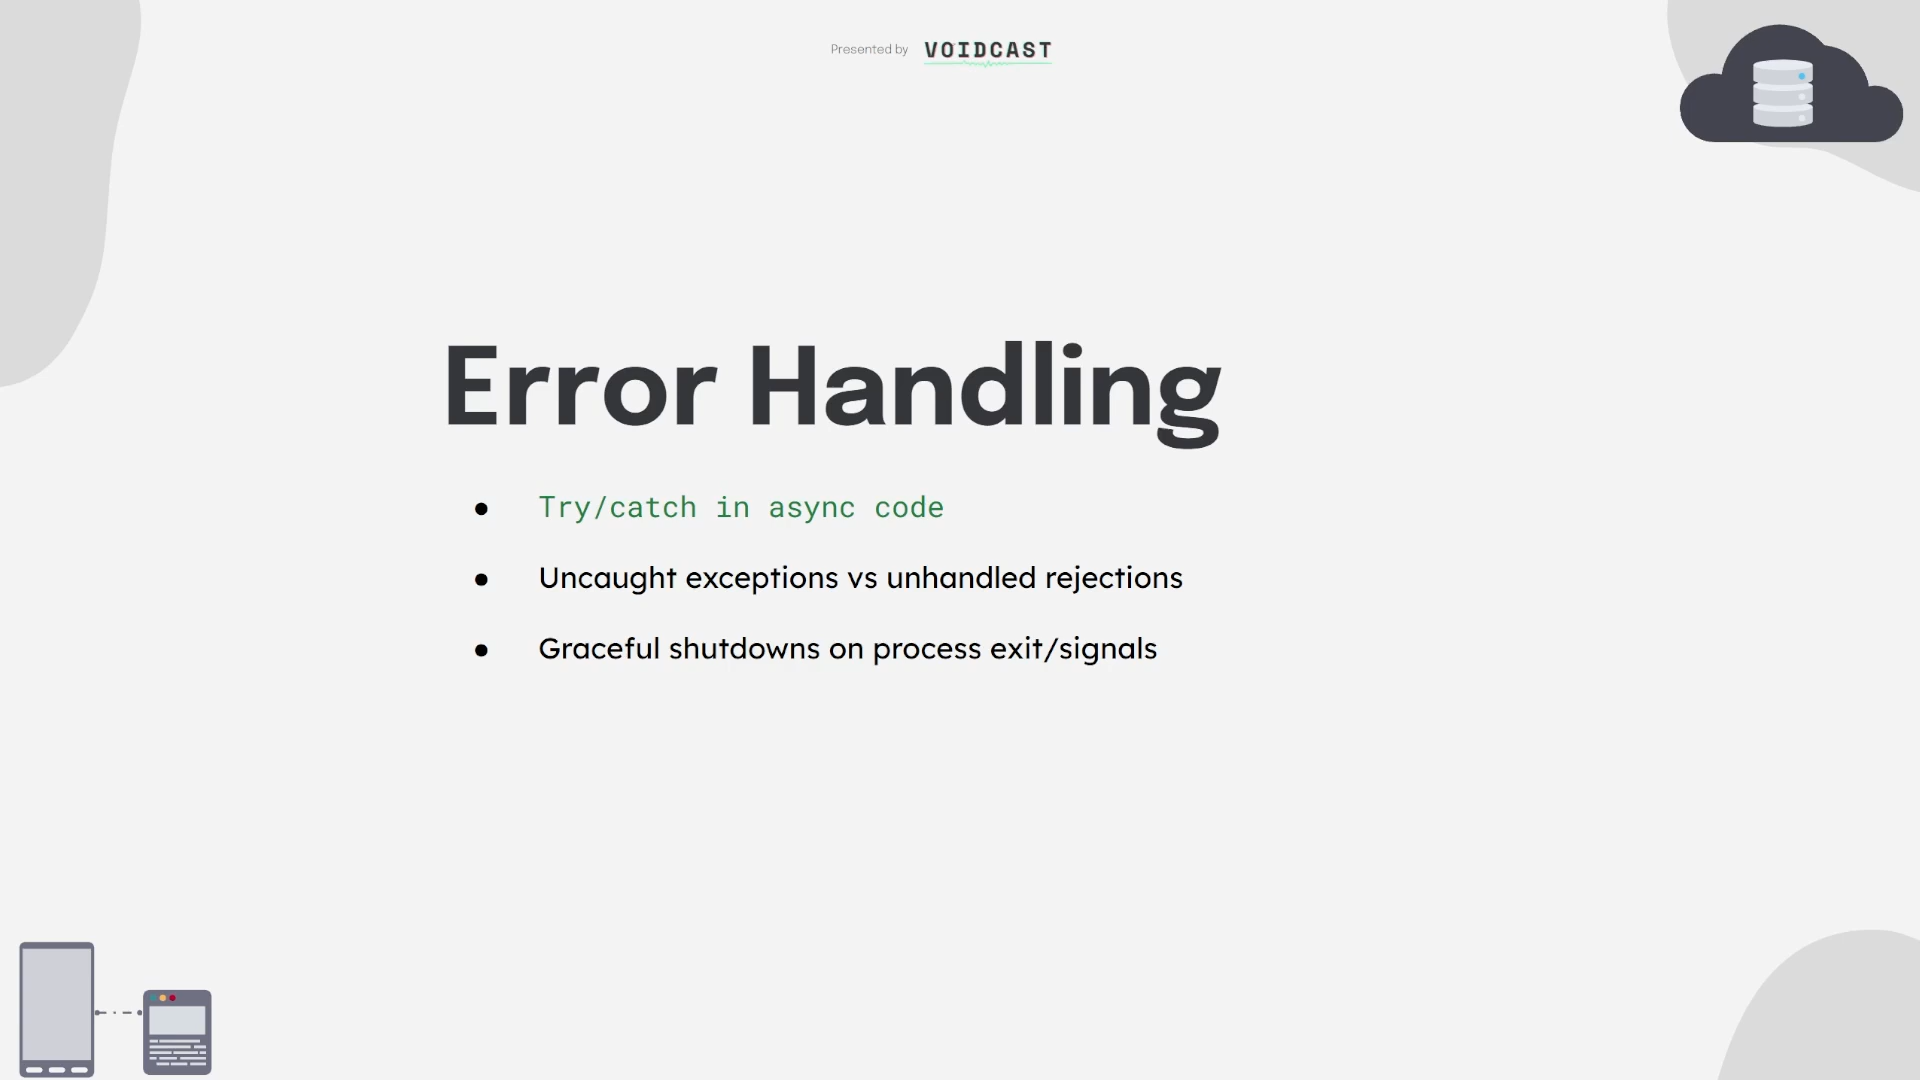 Presented by VOIDCAST
Error Handling
● Try/catch in async code
● Uncaught exceptions vs unhandled rejections
● Graceful shutdowns on process exit/signals